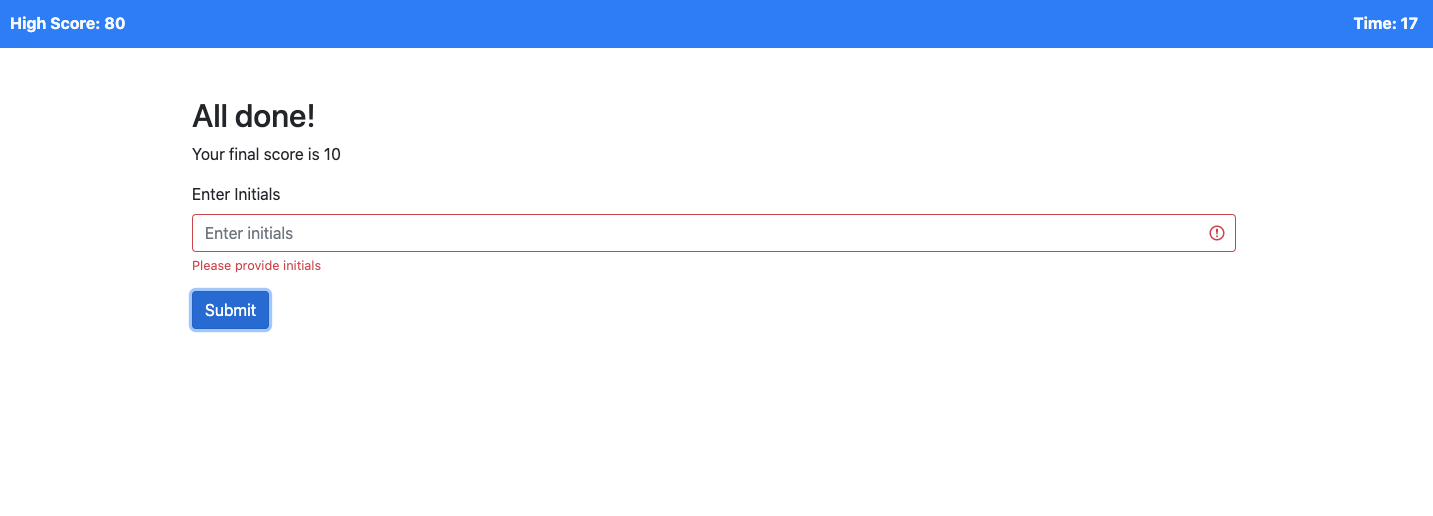 High Score: 80
Time: 17
All done!
Your final score is 10
Enter Initials
Enter initials
Please provide initials
Submit